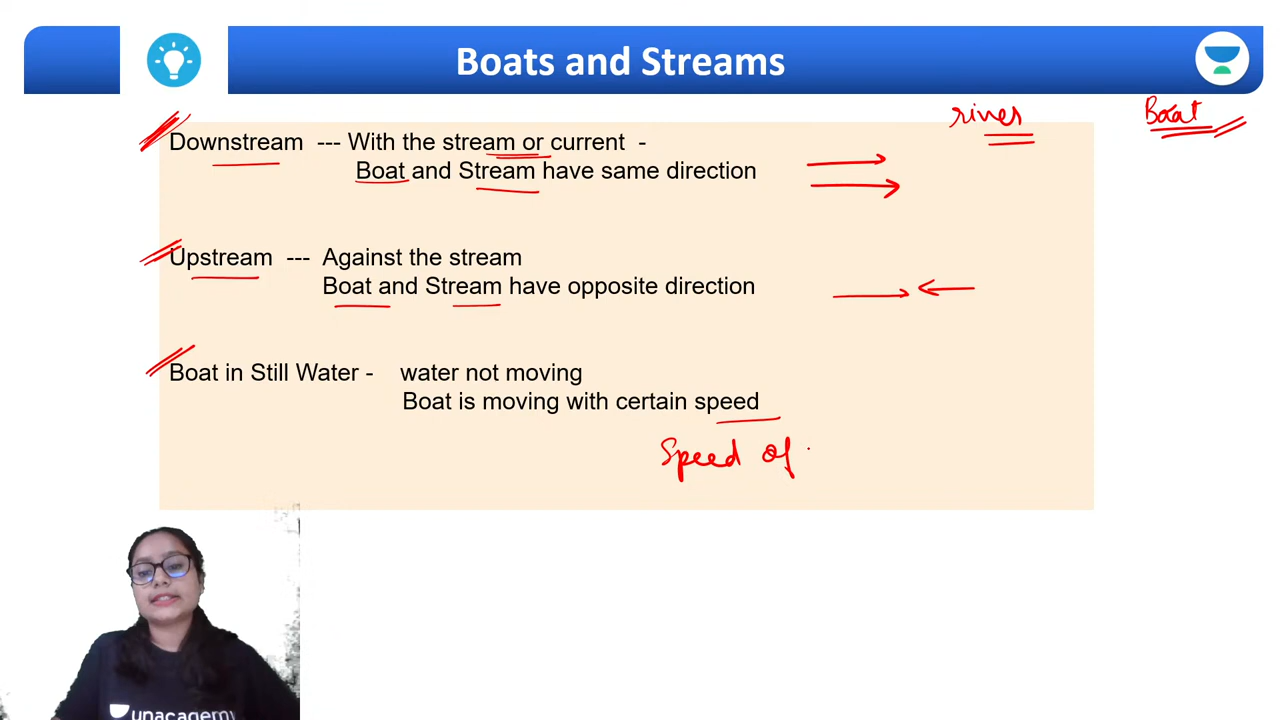 Boats and Streams
river
Boat
Downstream --- With the stream or current -
Boat and Stream have same direction
Upstream --- Against the stream
Boat and Stream have opposite direction
Boat in Still Water - water not moving
Boat is moving with certain speed
Speed of
unacademy